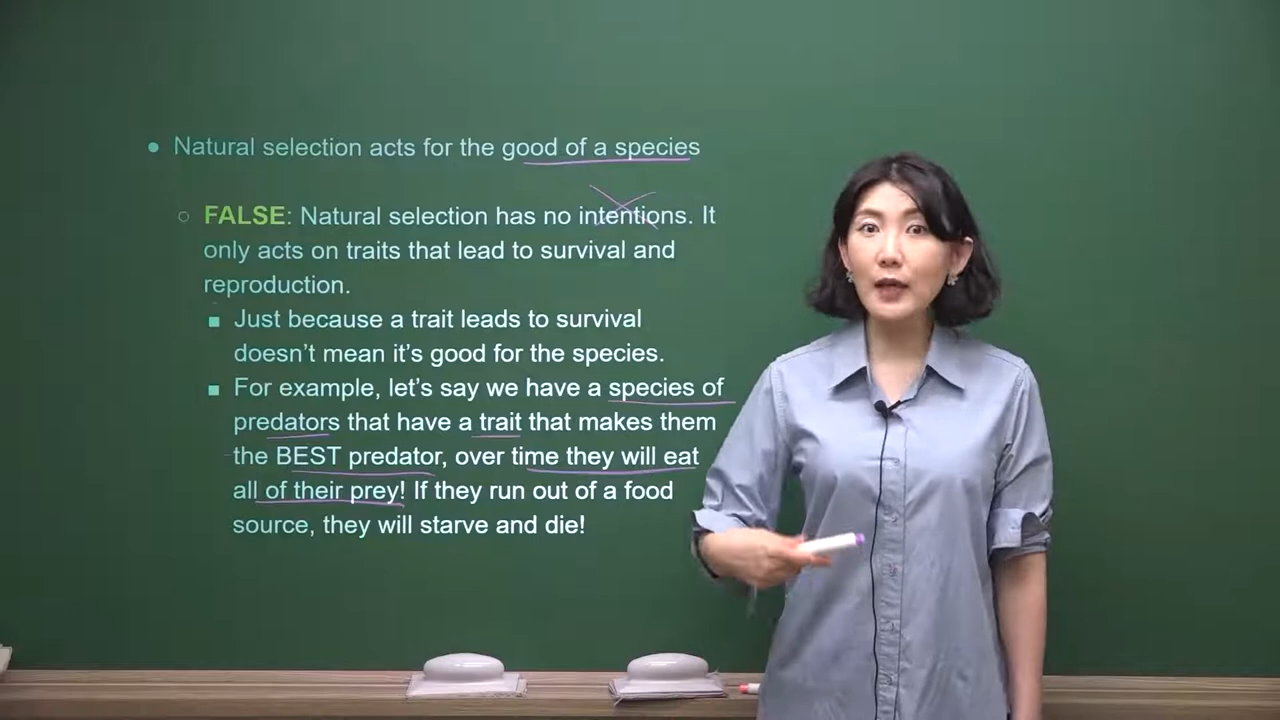 ● Natural selection acts for the good of a species
○ FALSE: Natural selection has no intentions. It
only acts on traits that lead to survival and
reproduction.
■ Just because a trait leads to survival
doesn’t mean it’s good for the species.
■ For example, let’s say we have a species of
predators that have a trait that makes them
the BEST predator, over time they will eat
all of their prey! If they run out of a food
source, they will starve and die!